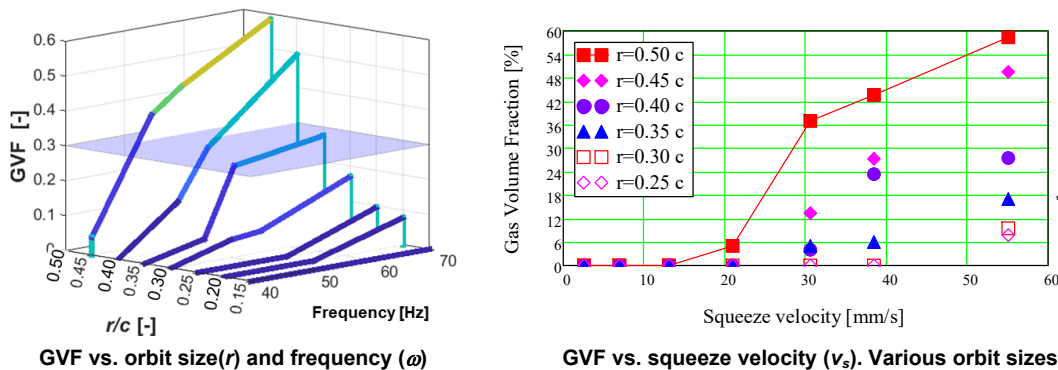 0.6
0.5
0.4
0.3
0.2
0.1
0
GVF [-]
0.50
0.45
0.40
0.35
0.30
0.25
0.20
0.15
r/c [-]
40
50
60
70
Frequency [Hz]
GVF vs. orbit size(r) and frequency (ω)
60
54
48
42
36
30
24
18
12
6
0
Gas Volume Fraction [%]
r=0.50 c
r=0.45 c
r=0.40 c
r=0.35 c
r=0.30 c
r=0.25 c
0
10
20
30
40
50
60
Squeeze velocity [mm/s]
,
GVF vs. squeeze velocity (vs). Various orbit sizes